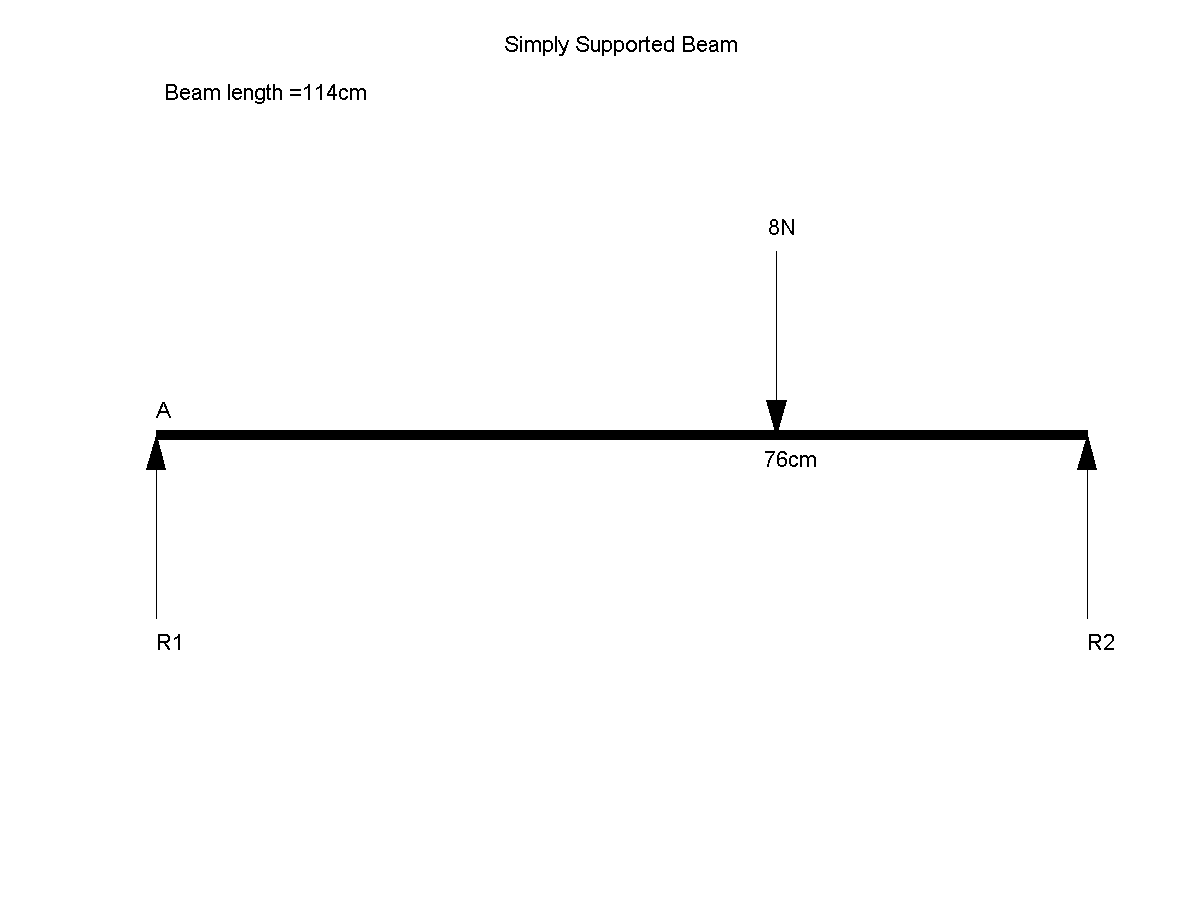 Simply Supported Beam
Beam length =114cm
8N
A
76cm
R1
R2